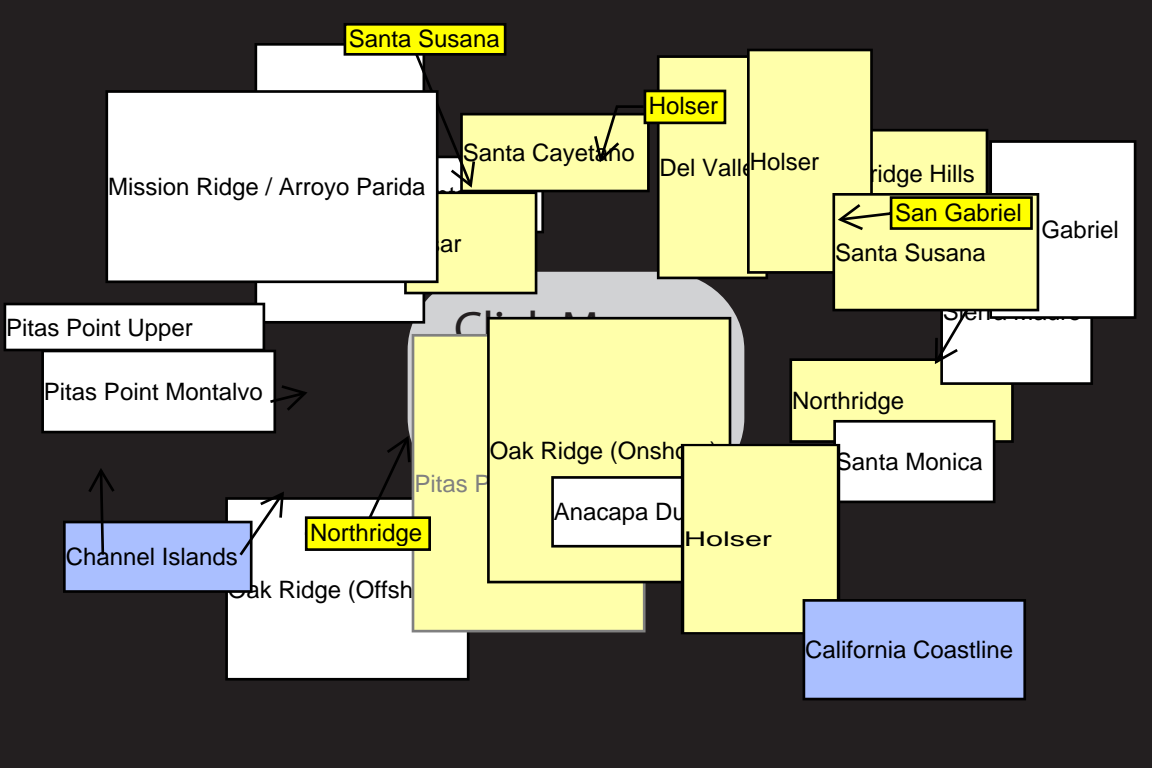 Santa Susana
Holser
Santa Cayetano
Del Valle
Holser
Mission Ridge / Arroyo Parida
San Gabriel
Gabriel
Santa Susana
Pitas Point Upper
Pitas Point Montalvo
Northridge
Oak Ridge (Onsho
Santa Monica
Pitas P
Anacapa Du
Northridge
Holser
Channel Islands
Oak Ridge (Offsh
California Coastline